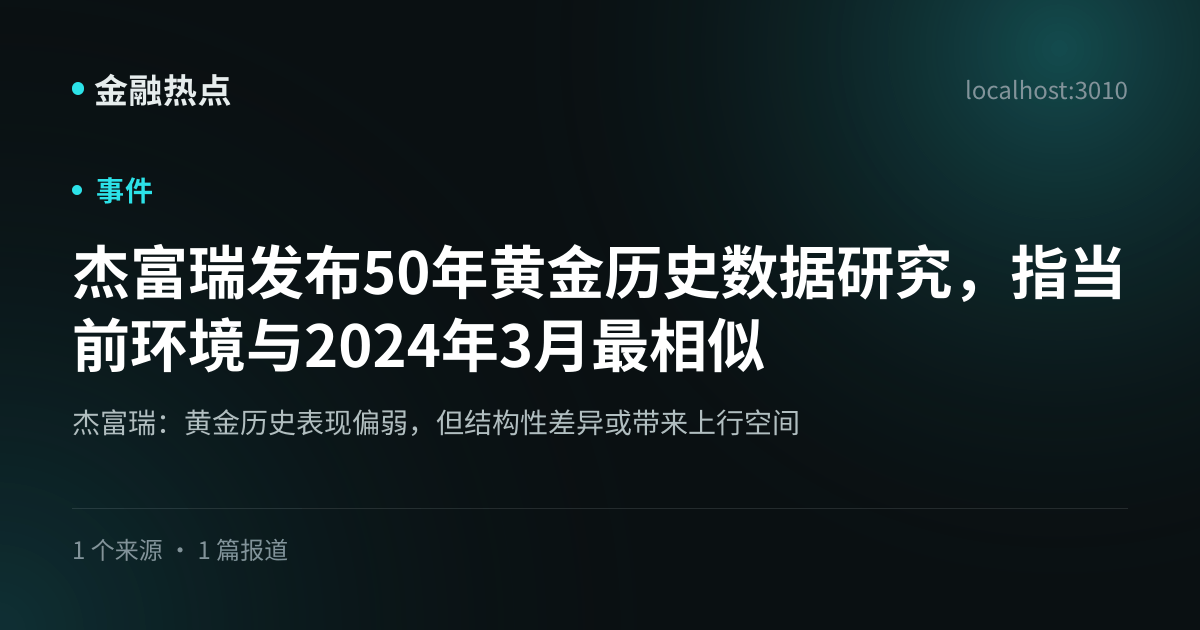 金融热点
localhost:3010
事件
杰富瑞发布50年黄金历史数据研究，指当
前环境与2024年3月最相似
杰富瑞：黄金历史表现偏弱，但结构性差异或带来上行空间
1 个来源 · 1 篇报道